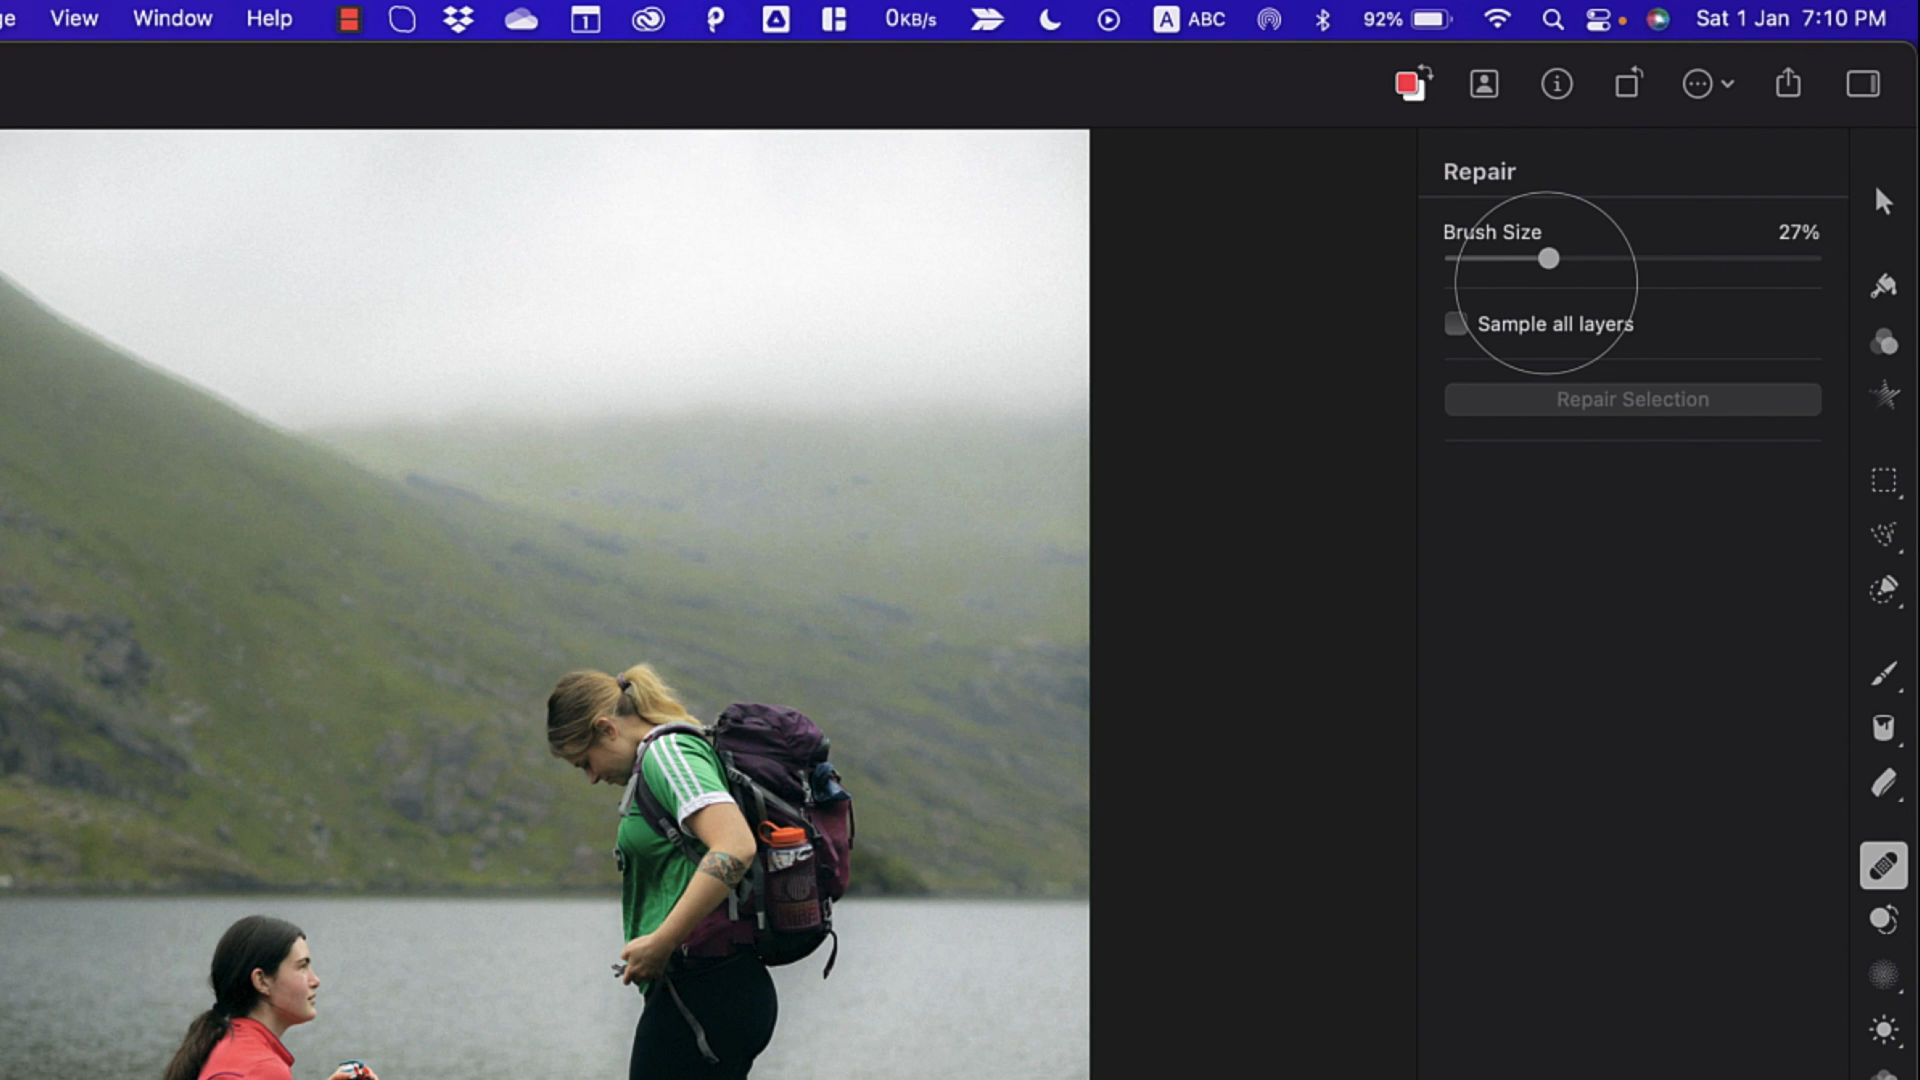 ge View Window Help 1 0KB/s A ABC 92% Sat 1 Jan 7:10 PM
Repair
Brush Size 27%
Sample all layers
Repair Selection